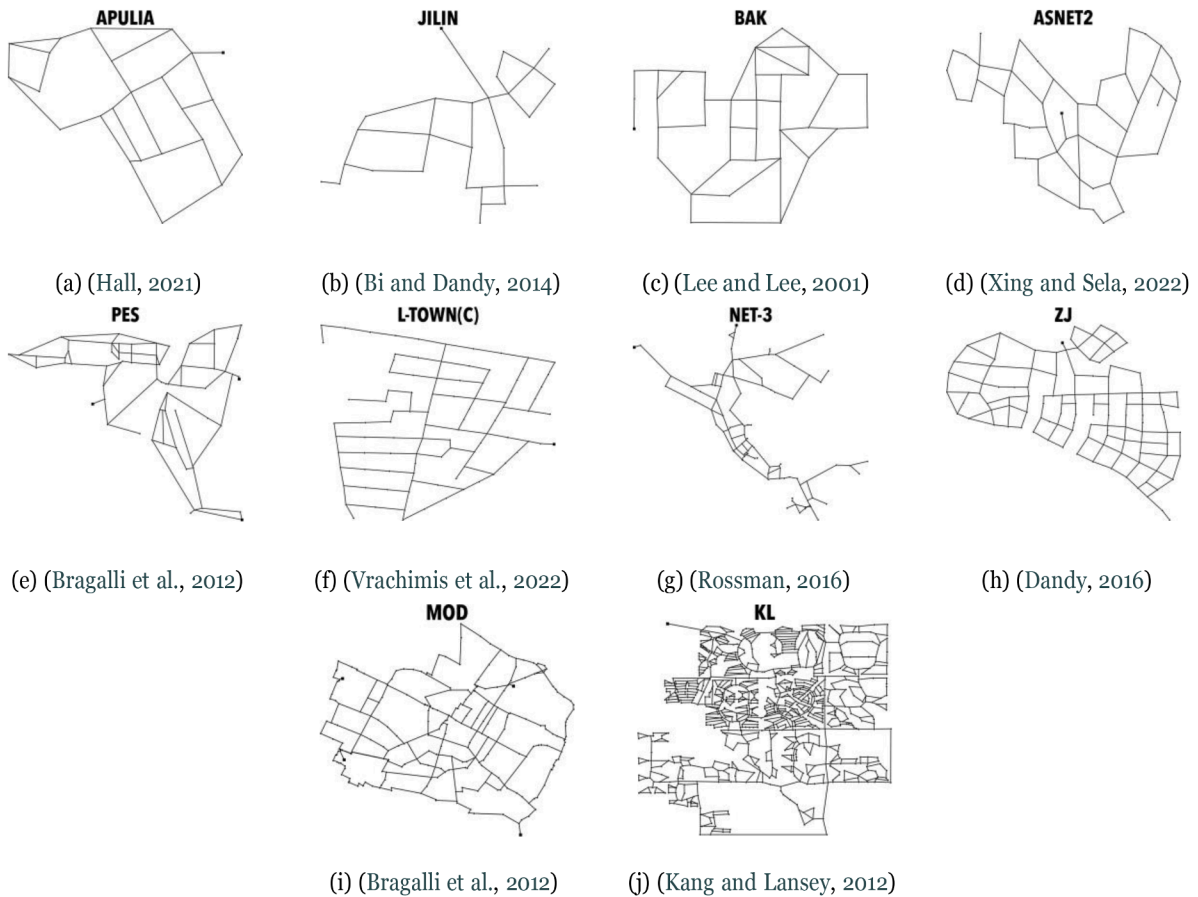 APULIA JILIN BAK ASNET2
(a) (Hall, 2021) (b) (Bi and Dandy, 2014) (c) (Lee and Lee, 2001) (d) (Xing and Sela, 2022)
PES L-TOWN(C) NET-3 ZJ
(e) (Bragalli et al., 2012) (f) (Vrachimis et al., 2022) (g) (Rossman, 2016) (h) (Dandy, 2016)
MOD KL
(i) (Bragalli et al., 2012) (j) (Kang and Lansey, 2012)